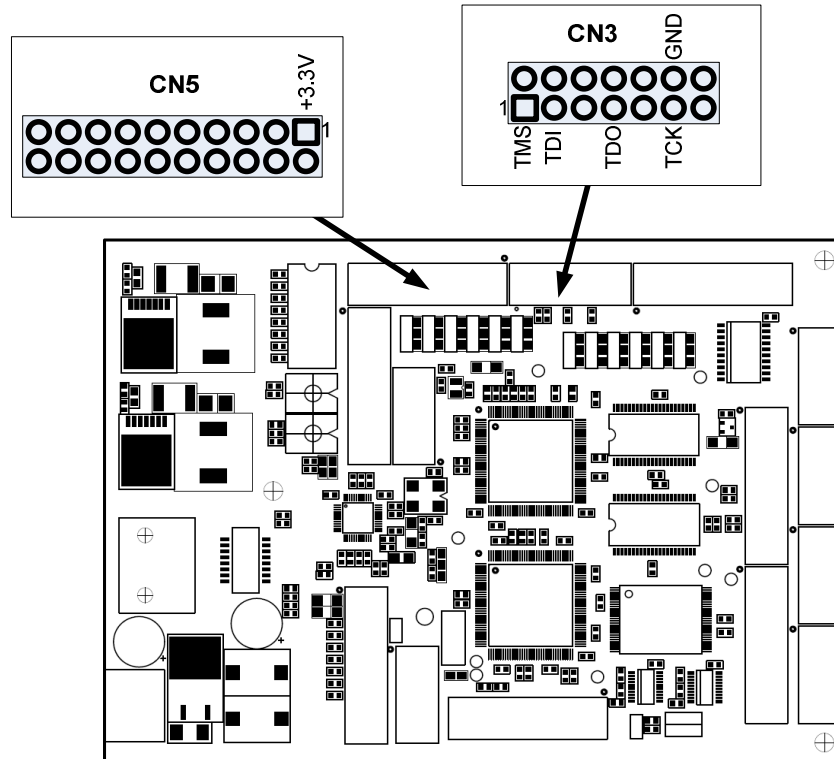 CN5
+3.3V
1
CN3
GND
1
TMS
TDI
TDO
TCK
+
+